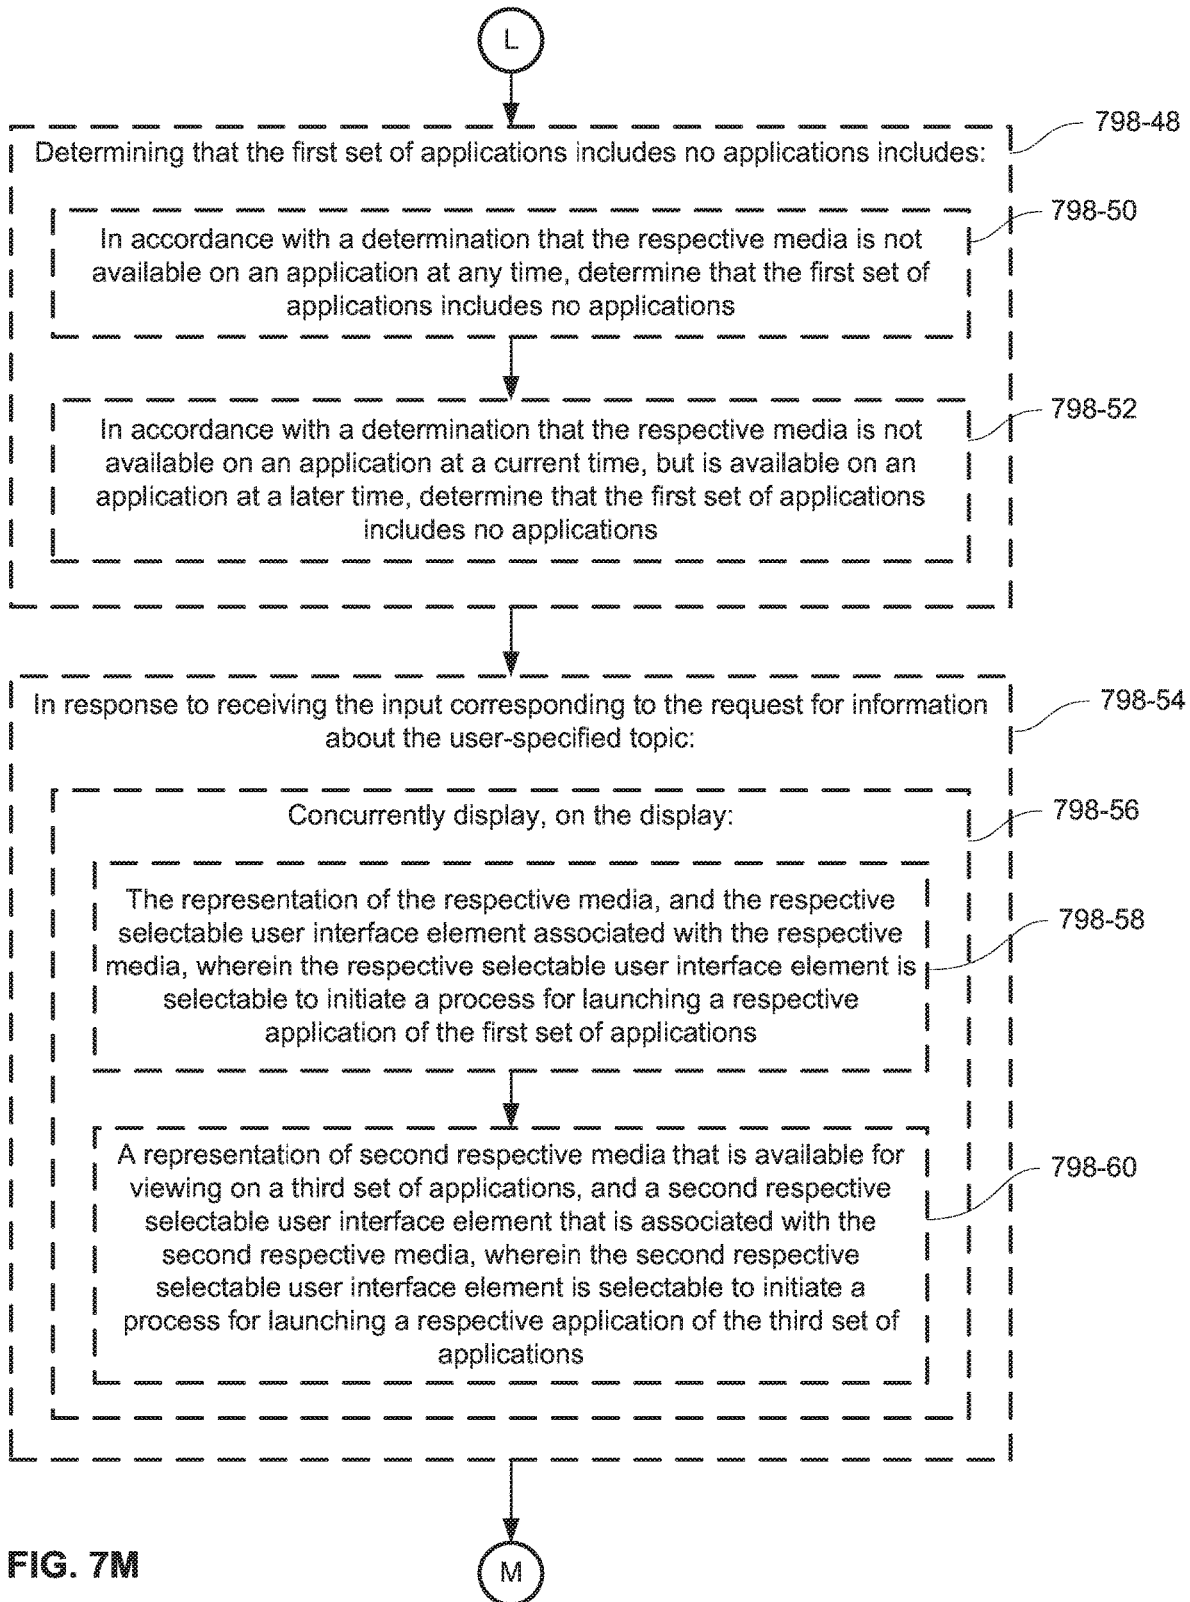 L
798-48
Determining that the first set of applications includes no applications includes:
798-50
In accordance with a determination that the respective media is not
available on an application at any time, determine that the first set of
applications includes no applications
798-52
In accordance with a determination that the respective media is not
available on an application at a current time, but is available on an
application at a later time, determine that the first set of applications
includes no applications
798-54
In response to receiving the input corresponding to the request for information
about the user-specified topic:
798-56
Concurrently display, on the display:
798-58
The representation of the respective media, and the respective
selectable user interface element associated with the respective
media, wherein the respective selectable user interface element is
selectable to initiate a process for launching a respective
application of the first set of applications
798-60
A representation of second respective media that is available for
viewing on a third set of applications, and a second respective
selectable user interface element that is associated with the
second respective media, wherein the second respective
selectable user interface element is selectable to initiate a
process for launching a respective application of the third set of
applications
FIG. 7M
M